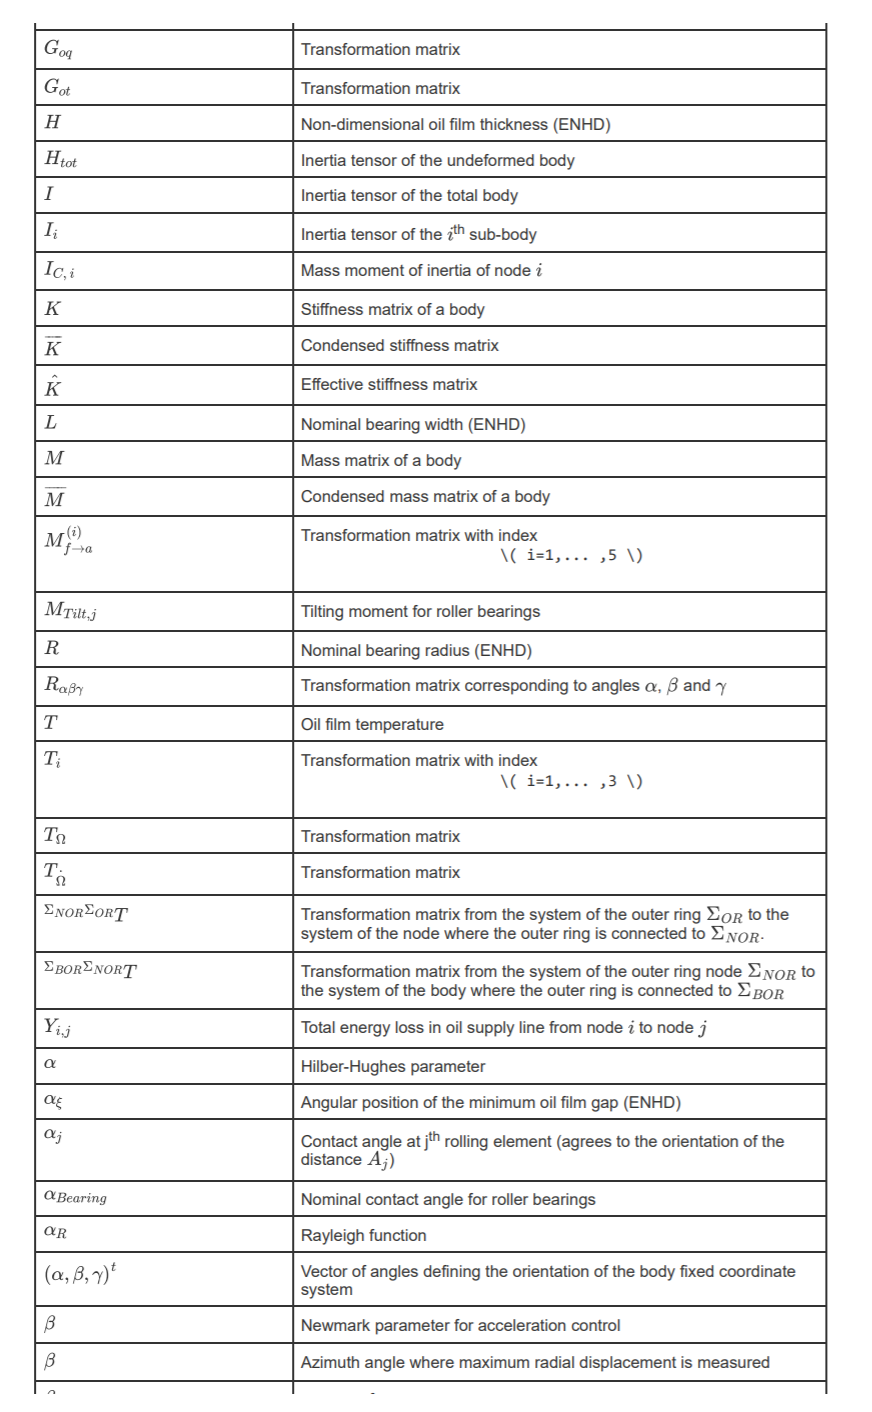 G_oq Transformation matrix
G_ot Transformation matrix
H Non-dimensional oil film thickness (ENHD)
H_tot Inertia tensor of the undeformed body
I Inertia tensor of the total body
I_i Inertia tensor of the i^th sub-body
I_{C, i} Mass moment of inertia of node i
K Stiffness matrix of a body
K̅ Condensed stiffness matrix
K̂ Effective stiffness matrix
L Nominal bearing width (ENHD)
M Mass matrix of a body
M̅ Condensed mass matrix of a body
M_{f→a}^{(i)} Transformation matrix with index
\( i=1,... ,5 \)
M_{Tilt,j} Tilting moment for roller bearings
R Nominal bearing radius (ENHD)
R_{αβγ} Transformation matrix corresponding to angles α, β and γ
T Oil film temperature
T_i Transformation matrix with index
\( i=1,... ,3 \)
T_Ω Transformation matrix
T_Ω̇ Transformation matrix
^{Σ_NOR Σ_OR}T Transformation matrix from the system of the outer ring Σ_OR to the
system of the node where the outer ring is connected to Σ_NOR.
^{Σ_BOR Σ_NOR}T Transformation matrix from the system of the outer ring node Σ_NOR to
the system of the body where the outer ring is connected to Σ_BOR
Y_{i,j} Total energy loss in oil supply line from node i to node j
α Hilber-Hughes parameter
α_ξ Angular position of the minimum oil film gap (ENHD)
α_j Contact angle at j^th rolling element (agrees to the orientation of the
distance A_j)
α_Bearing Nominal contact angle for roller bearings
α_R Rayleigh function
(α, β, γ)^t Vector of angles defining the orientation of the body fixed coordinate
system
β Newmark parameter for acceleration control
β Azimuth angle where maximum radial displacement is measured